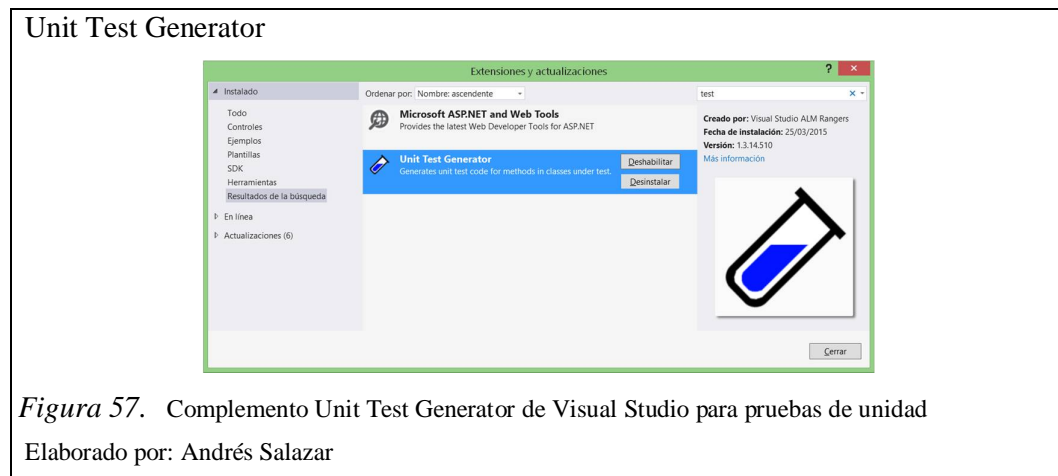 Unit Test Generator
Extensiones y actualizaciones
?
Instalado
Todo
Controles
Ejemplos
Plantillas
SDK
Herramientas
Resultados de la búsqueda
En línea
Actualizaciones (6)
Ordenar por: Nombre: ascendente
Microsoft ASP.NET and Web Tools
Provides the latest Web Developer Tools for ASP.NET
Unit Test Generator
Generates unit test code for methods in classes under test.
Deshabilitar
Desinstalar
test
Creado por: Visual Studio ALM Rangers
Fecha de instalación: 25/03/2015
Versión: 1.3.14.510
Más información
Cerrar
Figura 57. Complemento Unit Test Generator de Visual Studio para pruebas de unidad
Elaborado por: Andrés Salazar